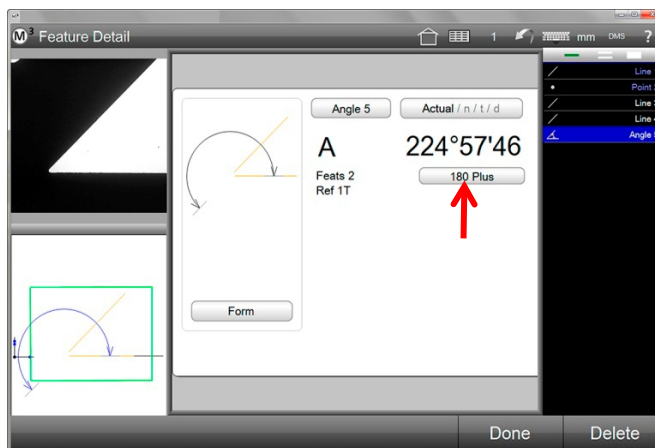 M3 Feature Detail
1 mm DMS ?
Line
Point
Line
Line
Angle
Angle 5
Actual / n / t / d
A
224°57'46
Feats 2
Ref 1T
180 Plus
Form
Done
Delete